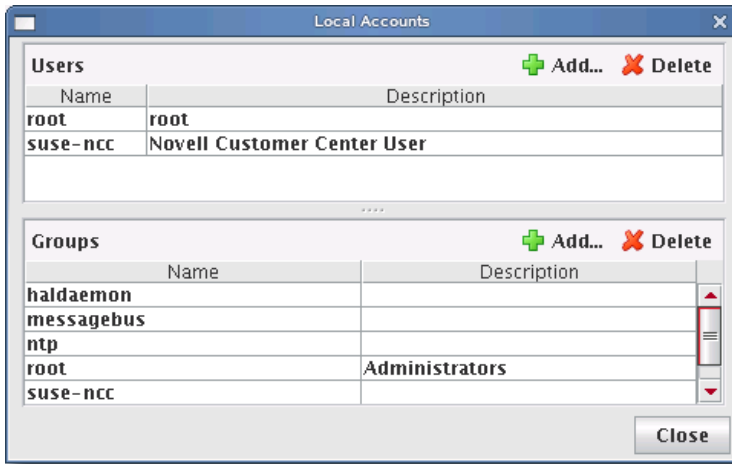 Local Accounts
Users Add... Delete
Name Description
root root
suse-ncc Novell Customer Center User
Groups Add... Delete
Name Description
haldaemon
messagebus
ntp
root Administrators
suse-ncc
Close